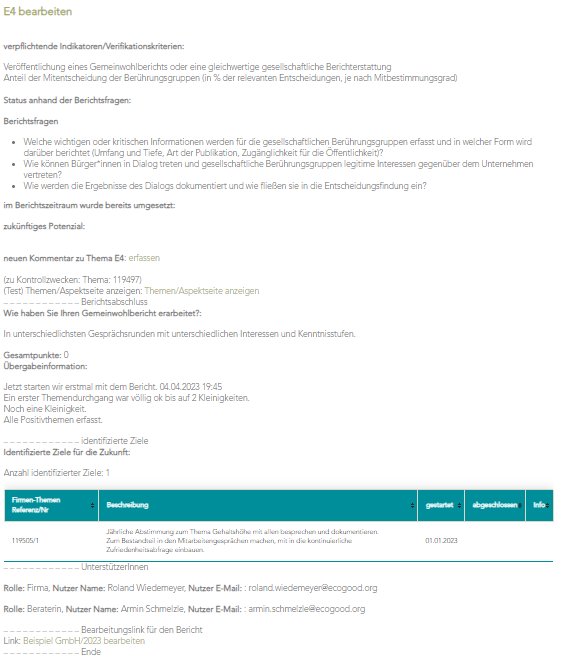 E4 bearbeiten
verpflichtende Indikatoren/Verifikationskriterien:
Veröffentlichung eines Gemeinwohlberichts oder eine gleichwertige gesellschaftliche Berichterstattung
Anteil der Mitentscheidung der Berührungsgruppen (in % der relevanten Entscheidungen, je nach Mitbestimmungsgrad)
Status anhand der Berichtsfragen:
Berichtsfragen
• Welche wichtigen oder kritischen Informationen werden für die gesellschaftlichen Berührungsgruppen erfasst und in welcher Form wird
darüber berichtet (Umfang und Tiefe, Art der Publikation, Zugänglichkeit für die Öffentlichkeit)?
• Wie können Bürger*innen in Dialog treten und gesellschaftliche Berührungsgruppen legitime Interessen gegenüber dem Unternehmen
vertreten?
• Wie werden die Ergebnisse des Dialogs dokumentiert und wie fließen sie in die Entscheidungsfindung ein?
im Berichtszeitraum wurde bereits umgesetzt:
zukünftiges Potenzial:
neuen Kommentar zu Thema E4: erfassen
(zu Kontrollzwecken: Thema: 119497)
(Test) Themen/Aspektseite anzeigen: Themen/Aspektseite anzeigen
_ _ _ _ _ _ _ _ _ _ _ _ Berichtsabschluss
Wie haben Sie Ihren Gemeinwohlbericht erarbeitet?:
In unterschiedlichsten Gesprächsrunden mit unterschiedlichen Interessen und Kenntnisstufen.
Gesamtpunkte: 0
Übergabeinformation:
Jetzt starten wir erstmal mit dem Bericht. 04.04.2023 19:45
Ein erster Themendurchgang war völlig ok bis auf 2 Kleinigkeiten.
Noch eine Kleinigkeit.
Alle Positivthemen erfasst.
_ _ _ _ _ _ _ _ _ _ _ _ identifizierte Ziele
Identifizierte Ziele für die Zukunft:
Anzahl identifizierter Ziele: 1
Firmen-Themen
Referenz/Nr
Beschreibung
gestartet
abgeschlossen
Info
119505/1
Jährliche Abstimmung zum Thema Gehaltshöhe mit allen besprechen und dokumentieren.
Zum Bestandteil in den Mitarbeitendengesprächen machen, mit in die kontinuierliche
Zufriedenheitsabfrage einbauen.
01.01.2023
_ _ _ _ _ _ _ _ _ _ _ _ UnterstützerInnen
Rolle: Firma, Nutzer Name: Roland Wiedemeyer, Nutzer E-Mail: : roland.wiedemeyer@ecogood.org
Rolle: Beraterin, Nutzer Name: Armin Schmelzle, Nutzer E-Mail: : armin.schmelzle@ecogood.org
_ _ _ _ _ _ _ _ _ _ _ _ Bearbeitungslink für den Bericht
Link: Beispiel GmbH/2023 bearbeiten
_ _ _ _ _ _ _ _ _ _ _ _ Ende